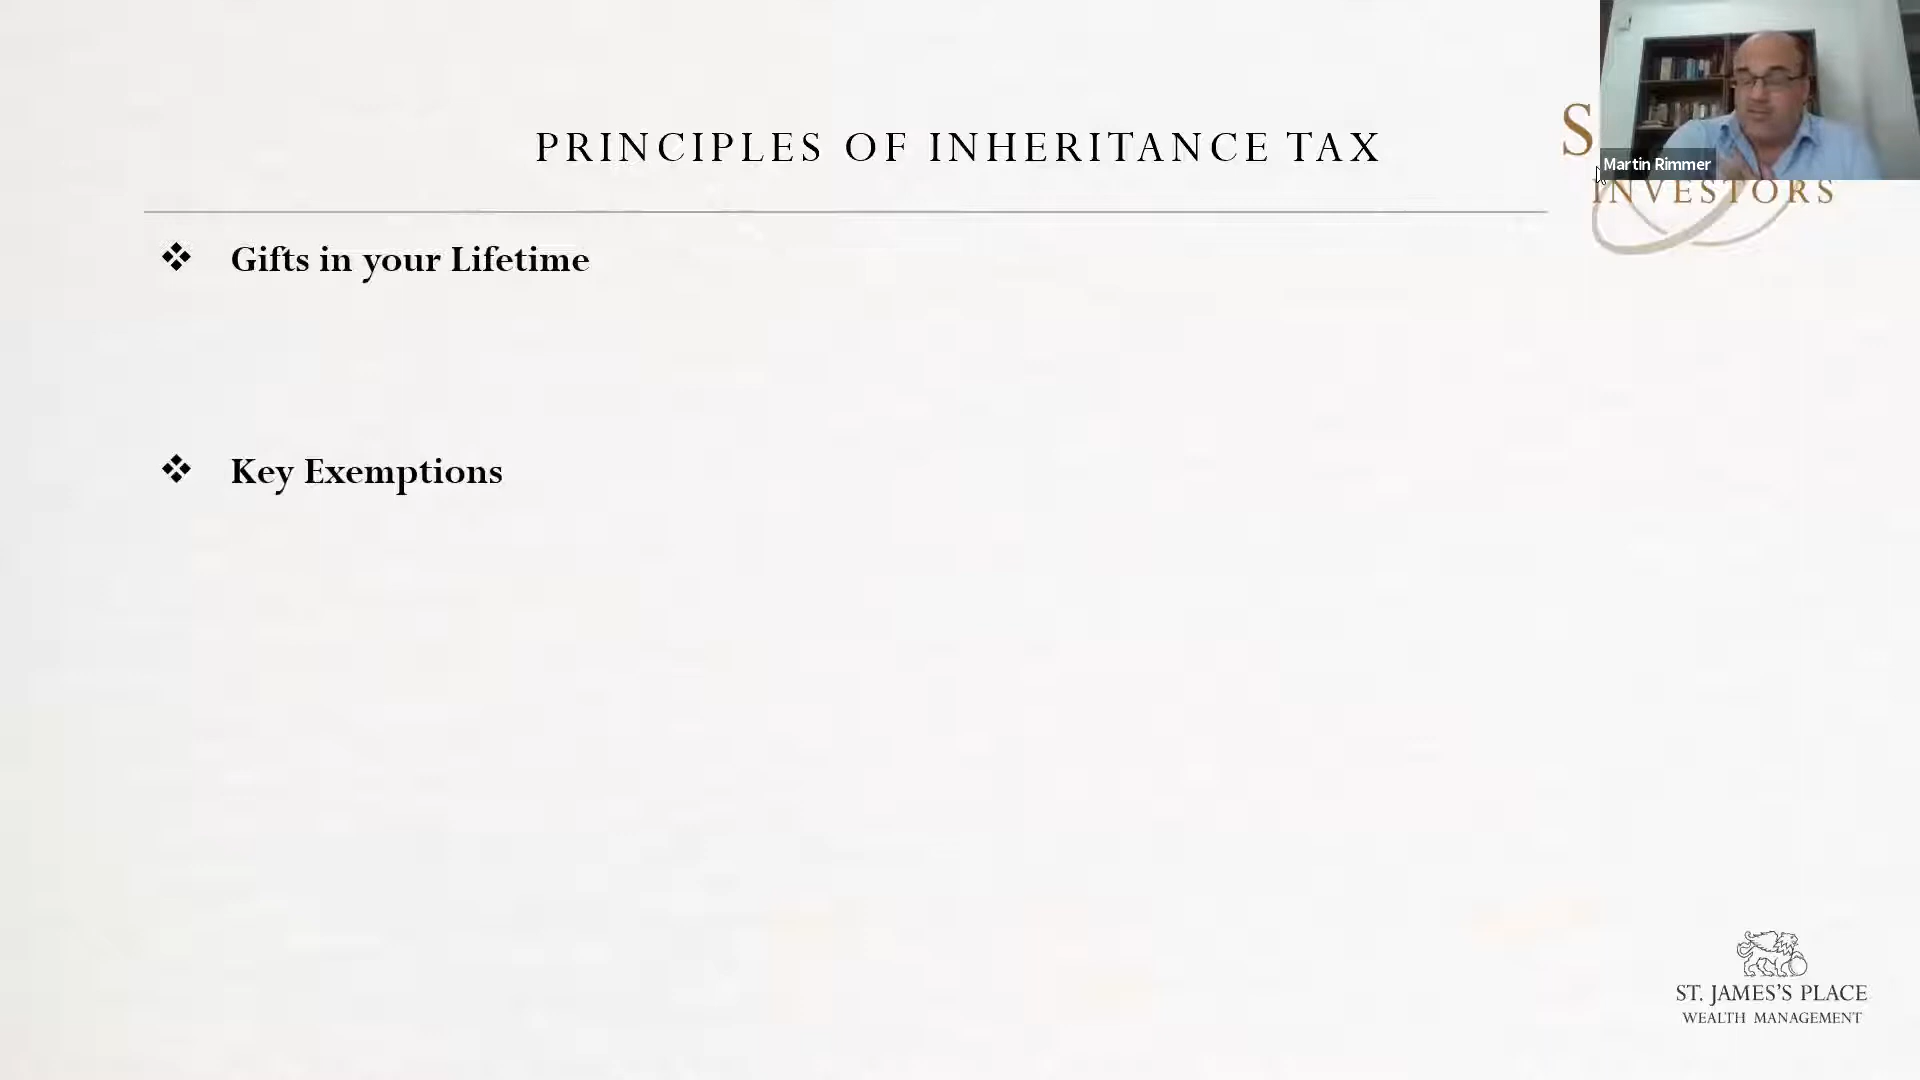 PRINCIPLES OF INHERITANCE TAX
S
Martin Rimmer
INVESTORS
Gifts in your Lifetime
Key Exemptions
ST. JAMES'S PLACE
WEALTH MANAGEMENT